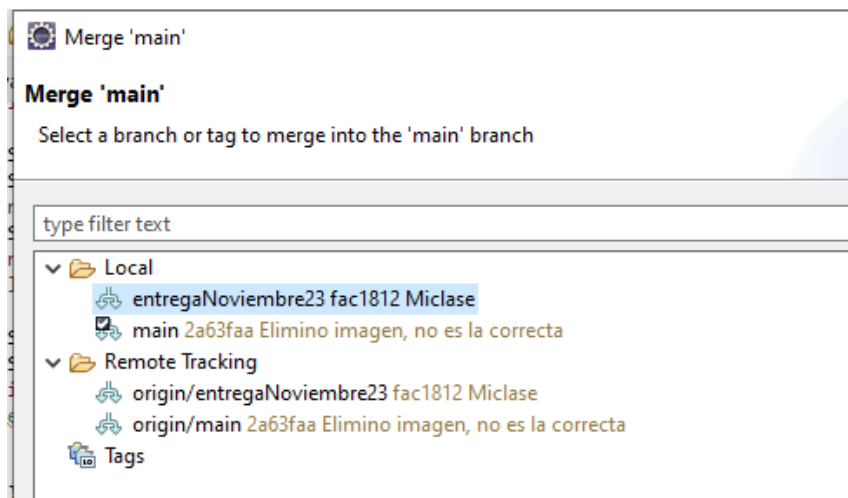 Merge 'main'
Merge 'main'
Select a branch or tag to merge into the 'main' branch
type filter text
Local
entregaNoviembre23 fac1812 Miclase
main 2a63faa Elimino imagen, no es la correcta
Remote Tracking
origin/entregaNoviembre23 fac1812 Miclase
origin/main 2a63faa Elimino imagen, no es la correcta
Tags